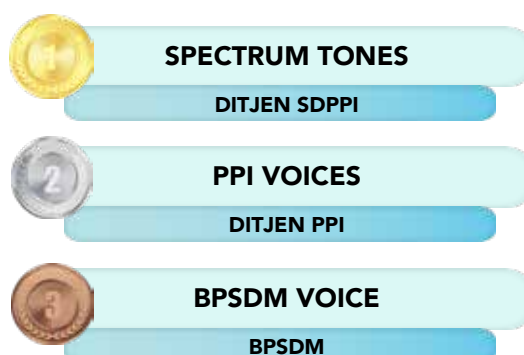 1
SPECTRUM TONES
DITJEN SDPPI
2
PPI VOICES
DITJEN PPI
3
BPSDM VOICE
BPSDM